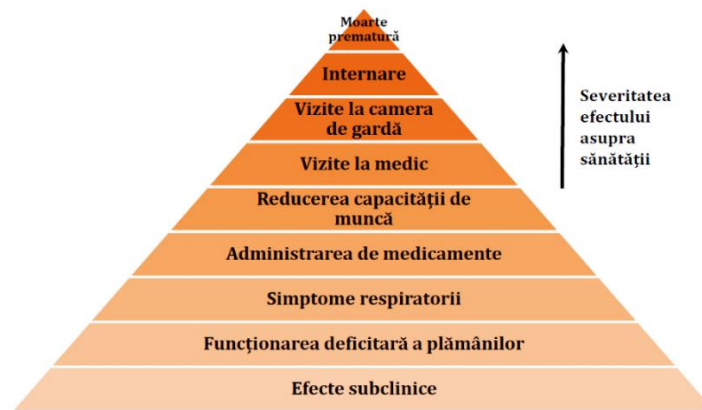 Moarte
prematură
Internare
Vizite la camera
de gardă
Vizite la medic
Reducerea capacității de
muncă
Administrarea de medicamente
Simptome respiratorii
Funcționarea deficitară a plămânilor
Efecte subclinice
Severitatea
efectului
asupra
sănătății